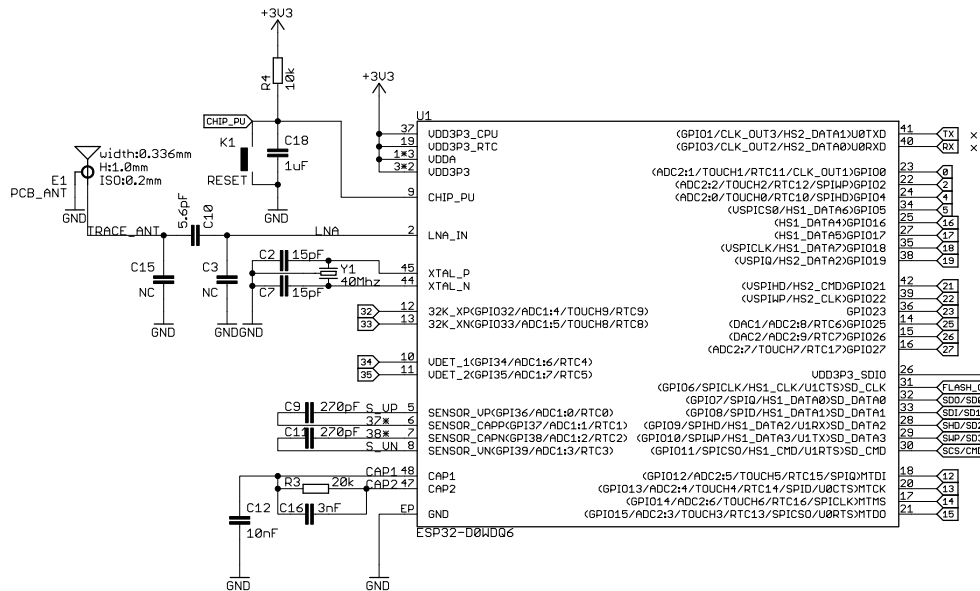 +3V3
R4
10k
+3V3
CHIP_PU
K1
RESET
C18
1uF
GND
width:0.336mm
H:1.0mm
ISO:0.2mm
E1
PCB_ANT
GND
TRACE_ANT
5.6pF
C10
LNA
C15
NC
GND
C3
NC
GND
C2 15pF
Y1
40Mhz
C7 15pF
GND
32
33
34
35
C9 270pF
S_VP
37*
C11 270pF
38*
S_VN
CAP1
R3 20k
CAP2
C16 3nF
C12
10nF
GND
GND
U1
37 VDD3P3_CPU
19 VDD3P3_RTC
1*3 VDDA
3*2 VDD3P3
9 CHIP_PU
2 LNA_IN
45 XTAL_P
44 XTAL_N
12 32K_XP(GPIO32/ADC1:4/TOUCH9/RTC9)
13 32K_XN(GPIO33/ADC1:5/TOUCH8/RTC8)
10 VDET_1(GPI34/ADC1:6/RTC4)
11 VDET_2(GPI35/ADC1:7/RTC5)
5 SENSOR_VP(GPI36/ADC1:0/RTC0)
6 SENSOR_CAPP(GPI37/ADC1:1/RTC1)
7 SENSOR_CAPN(GPI38/ADC1:2/RTC2)
8 SENSOR_VN(GPI39/ADC1:3/RTC3)
48 CAP1
47 CAP2
EP GND
(GPIO1/CLK_OUT3/HS2_DATA1)U0TXD 41 TX x
(GPIO3/CLK_OUT2/HS2_DATA0)U0RXD 40 RX x
(ADC2:1/TOUCH1/RTC11/CLK_OUT1)GPIO0 23 0
(ADC2:2/TOUCH2/RTC12/SPIWP)GPIO2 22 2
(ADC2:0/TOUCH0/RTC10/SPIHD)GPIO4 24 4
(VSPICS0/HS1_DATA6)GPIO5 34 5
(HS1_DATA4)GPIO16 25 16
(HS1_DATA5)GPIO17 27 17
(VSPICLK/HS1_DATA7)GPIO18 35 18
(VSPIQ/HS2_DATA2)GPIO19 38 19
(VSPIHD/HS2_CMD)GPIO21 42 21
(VSPIWP/HS2_CLK)GPIO22 39 22
GPIO23 36 23
(DAC1/ADC2:8/RTC6)GPIO25 14 25
(DAC2/ADC2:9/RTC7)GPIO26 15 26
(ADC2:7/TOUCH7/RTC17)GPIO27 16 27
VDD3P3_SDIO 26
(GPIO6/SPICLK/HS1_CLK/U1CTS)SD_CLK 31
(GPIO7/SPIQ/HS1_DATA0)SD_DATA0 32
(GPIO8/SPID/HS1_DATA1)SD_DATA1 33
(GPIO9/SPIHD/HS1_DATA2/U1RX)SD_DATA2 28
(GPIO10/SPIWP/HS1_DATA3/U1TX)SD_DATA3 29
(GPIO11/SPICS0/HS1_CMD/U1RTS)SD_CMD 30 SCS/CMD
(GPIO12/ADC2:5/TOUCH5/RTC15/SPIQ)MTDI 18 12
(GPIO13/ADC2:4/TOUCH4/RTC14/SPID/U0CTS)MTCK 20 13
(GPIO14/ADC2:6/TOUCH6/RTC16/SPICLK)MTMS 17 14
(GPIO15/ADC2:3/TOUCH3/RTC13/SPICS0/U0RTS)MTDO 21 15
ESP32-D0WDQ6